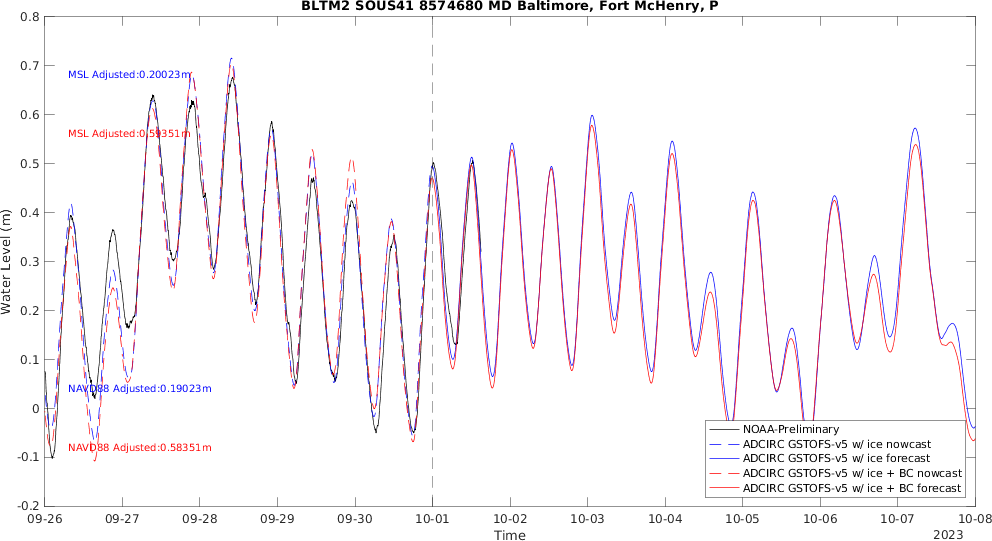 BLTM2 SOUS41 8574680 MD Baltimore, Fort McHenry, P
0.8
0.7
0.6
0.5
0.4
0.3
0.2
0.1
0
-0.1
-0.2
Water Level (m)
MSL Adjusted:0.20023m
MSL Adjusted:0.59351m
NAVD88 Adjusted:0.19023m
NAVD88 Adjusted:0.58351m
NOAA-Preliminary
ADCIRC GSTOFS-v5 w/ ice nowcast
ADCIRC GSTOFS-v5 w/ ice forecast
ADCIRC GSTOFS-v5 w/ ice + BC nowcast
ADCIRC GSTOFS-v5 w/ ice + BC forecast
09-26 09-27 09-28 09-29 09-30 10-01 10-02 10-03 10-04 10-05 10-06 10-07 10-08
Time
2023